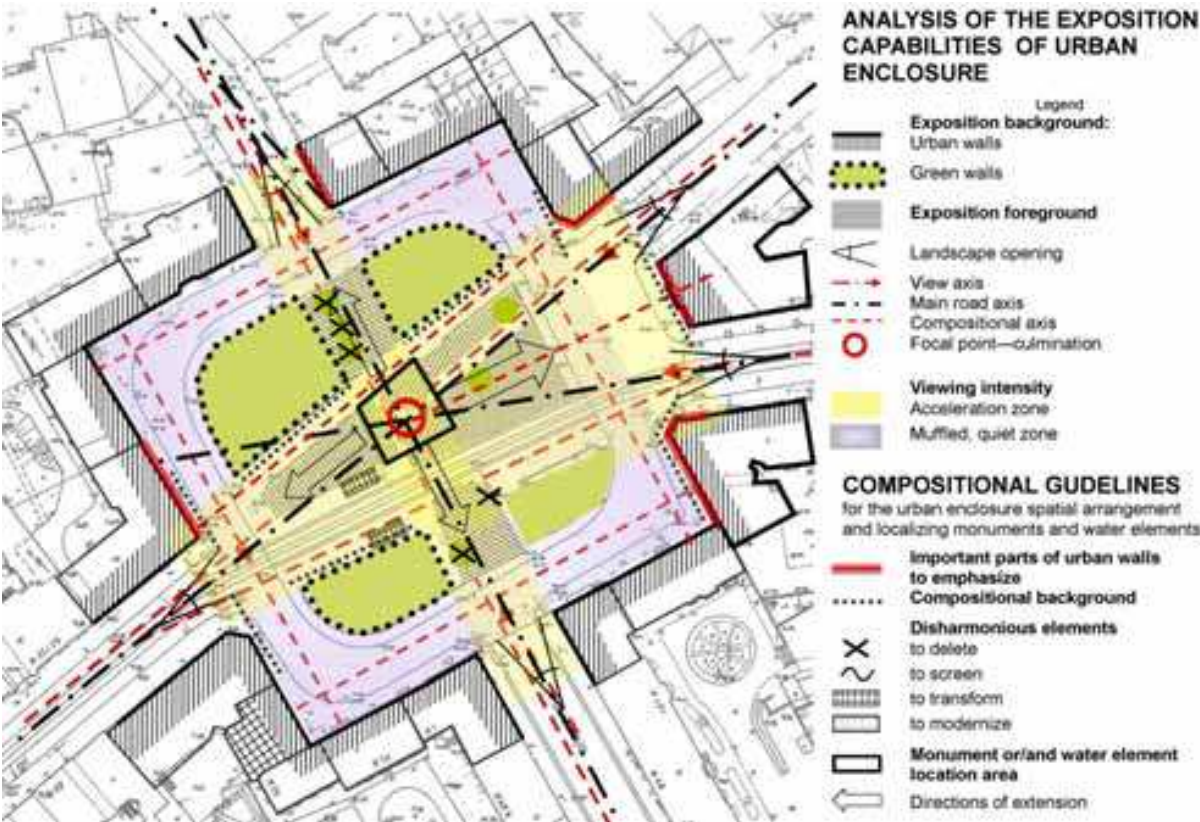 ANALYSIS OF THE EXPOSITION
CAPABILITIES OF URBAN
ENCLOSURE
Legend
Exposition background:
Urban walls
Green walls
Exposition foreground
Landscape opening
View axis
Main road axis
Compositional axis
Focal point—culmination
Viewing intensity
Acceleration zone
Muffled, quiet zone
COMPOSITIONAL GUDELINES
for the urban enclosure spatial arrangement
and localizing monuments and water elements
Important parts of urban walls
to emphasize
Compositional background
Disharmonious elements
to delete
to screen
to transform
to modernize
Monument or/and water element
location area
Directions of extension